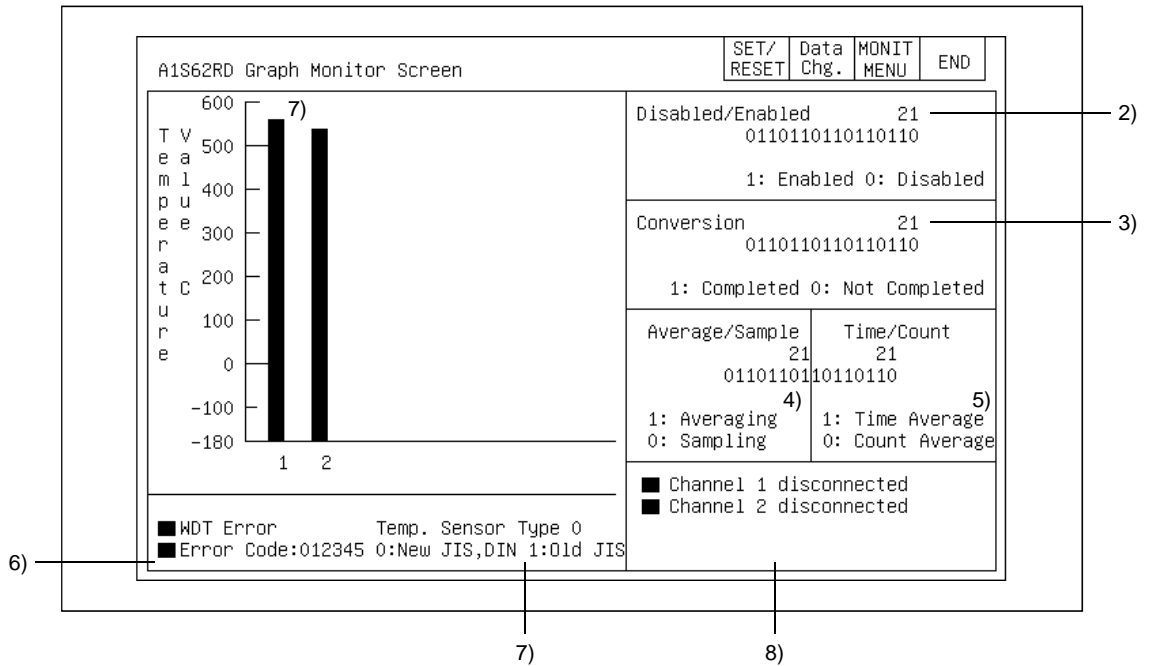 A1S62RD Graph Monitor Screen
SET/
RESET
Data
Chg.
MONIT
MENU
END
Temperature
Value C
600
500
400
300
200
100
0
-100
-180
7)
1 2
Disabled/Enabled 21
0110110110110110
1: Enabled 0: Disabled
2)
Conversion 21
0110110110110110
1: Completed 0: Not Completed
3)
Average/Sample Time/Count
21 21
0110110110110110
4) 5)
1: Averaging 1: Time Average
0: Sampling 0: Count Average
Channel 1 disconnected
Channel 2 disconnected
WDT Error Temp. Sensor Type 0
Error Code:012345 0:New JIS,DIN 1:Old JIS
6)
7)
8)